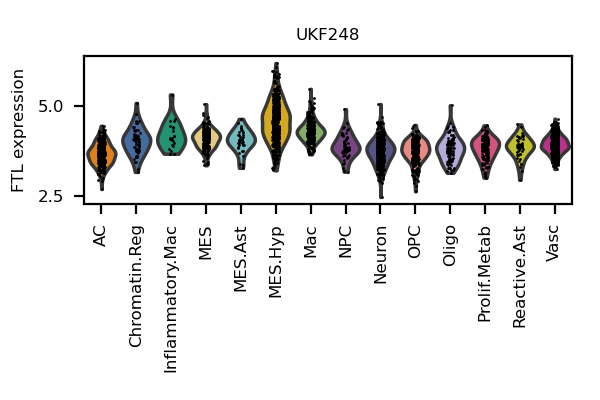 UKF248
FTL expression
5.0
2.5
AC
Chromatin.Reg
Inflammatory.Mac
MES
MES.Ast
MES.Hyp
Mac
NPC
Neuron
OPC
Oligo
Prolif.Metab
Reactive.Ast
Vasc